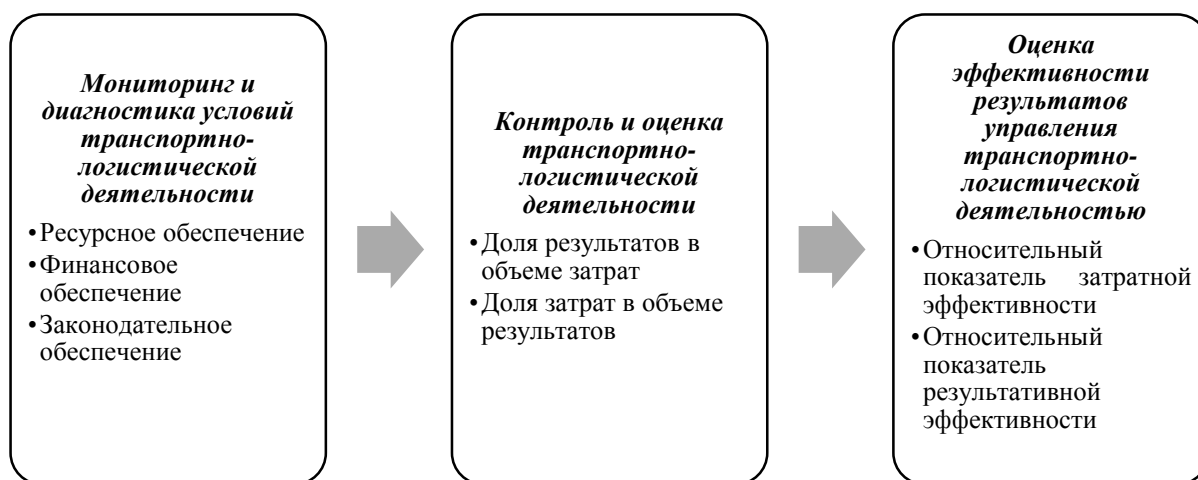 Мониторинг и
диагностика условий
транспортно-
логистической
деятельности
•Ресурсное обеспечение
•Финансовое
обеспечение
•Законодательное
обеспечение
Контроль и оценка
транспортно-
логистической
деятельности
•Доля результатов в
объеме затрат
•Доля затрат в объеме
результатов
Оценка
эффективности
результатов
управления
транспортно-
логистической
деятельностью
•Относительный
показатель затратной
эффективности
•Относительный
показатель
результативной
эффективности